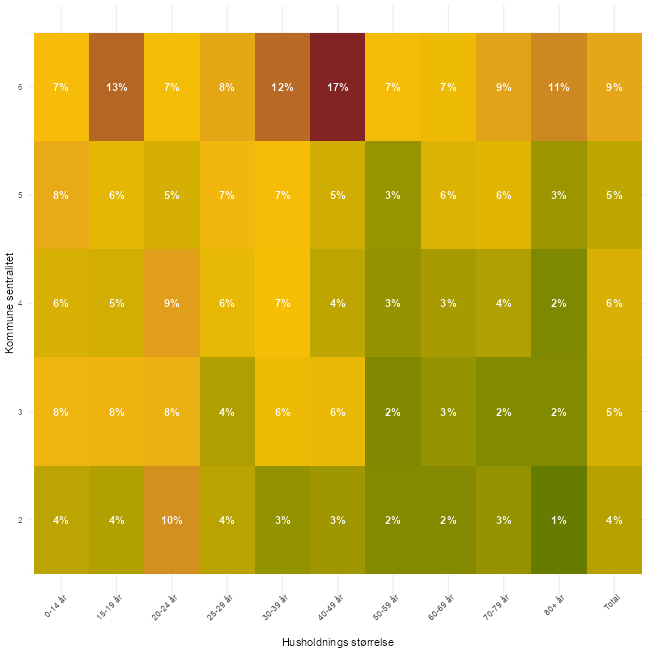 6 7% 13% 7% 8% 12% 17% 7% 7% 9% 11% 9%
5 8% 6% 5% 7% 7% 5% 3% 6% 6% 3% 5%
4 6% 5% 9% 6% 7% 4% 3% 3% 4% 2% 6%
3 8% 8% 8% 4% 6% 6% 2% 3% 2% 2% 5%
2 4% 4% 10% 4% 3% 3% 2% 2% 3% 1% 4%
Kommune sentralitet
0-14 år 15-19 år 20-24 år 25-29 år 30-39 år 40-49 år 50-59 år 60-69 år 70-79 år 80+ år Total
Husholdnings størrelse